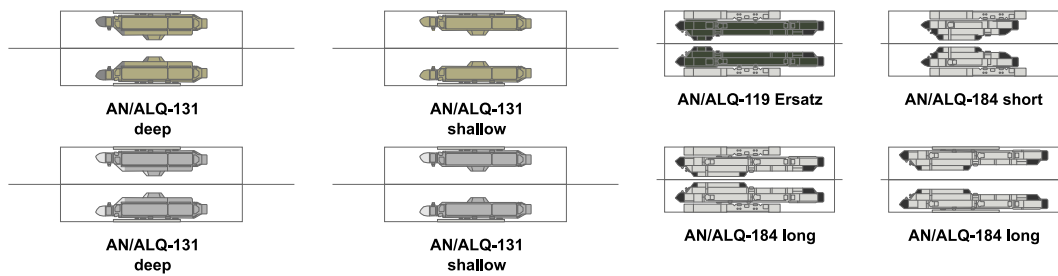 AN/ALQ-131
deep
AN/ALQ-131
shallow
AN/ALQ-119 Ersatz
AN/ALQ-184 short
AN/ALQ-131
deep
AN/ALQ-131
shallow
AN/ALQ-184 long
AN/ALQ-184 long